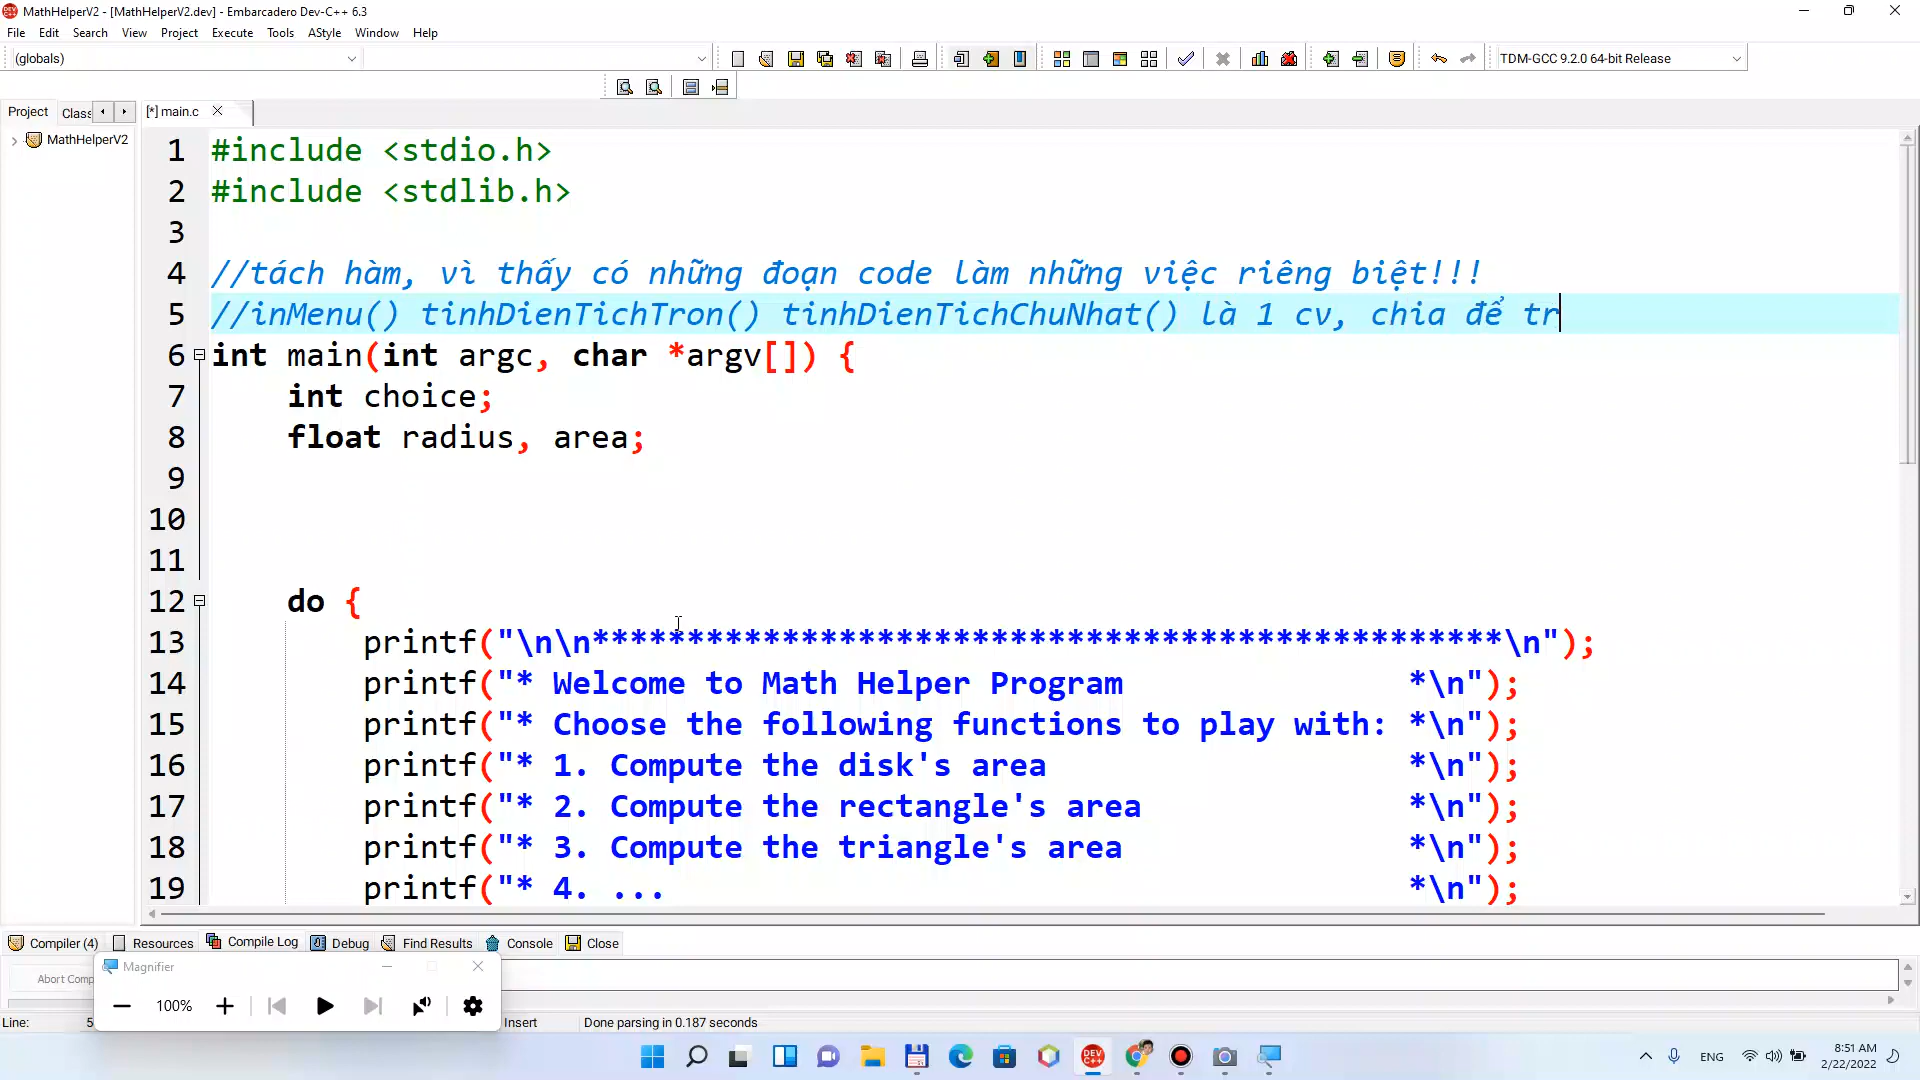 MathHelperV2 - [MathHelperV2.dev] - Embarcadero Dev-C++ 6.3
File Edit Search View Project Execute Tools AStyle Window Help
(globals)
TDM-GCC 9.2.0 64-bit Release
Project Class
[*] main.c
MathHelperV2
1 #include <stdio.h>
2 #include <stdlib.h>
3
4 //tách hàm, vì thấy có những đoạn code làm những việc riêng biệt!!!
5 //inMenu() tinhDienTichTron() tinhDienTichChuNhat() là 1 cv, chia để tr
6 int main(int argc, char *argv[]) {
7 int choice;
8 float radius, area;
9
10
11
12 do {
13 printf("\n\n************************************************\n");
14 printf("* Welcome to Math Helper Program *\n");
15 printf("* Choose the following functions to play with: *\n");
16 printf("* 1. Compute the disk's area *\n");
17 printf("* 2. Compute the rectangle's area *\n");
18 printf("* 3. Compute the triangle's area *\n");
19 printf("* 4. ... *\n");
Compiler (4) Resources Compile Log Debug Find Results Console Close
Abort Comp
Magnifier
100%
Line: 5 Insert Done parsing in 0.187 seconds
ENG
8:51 AM
2/22/2022